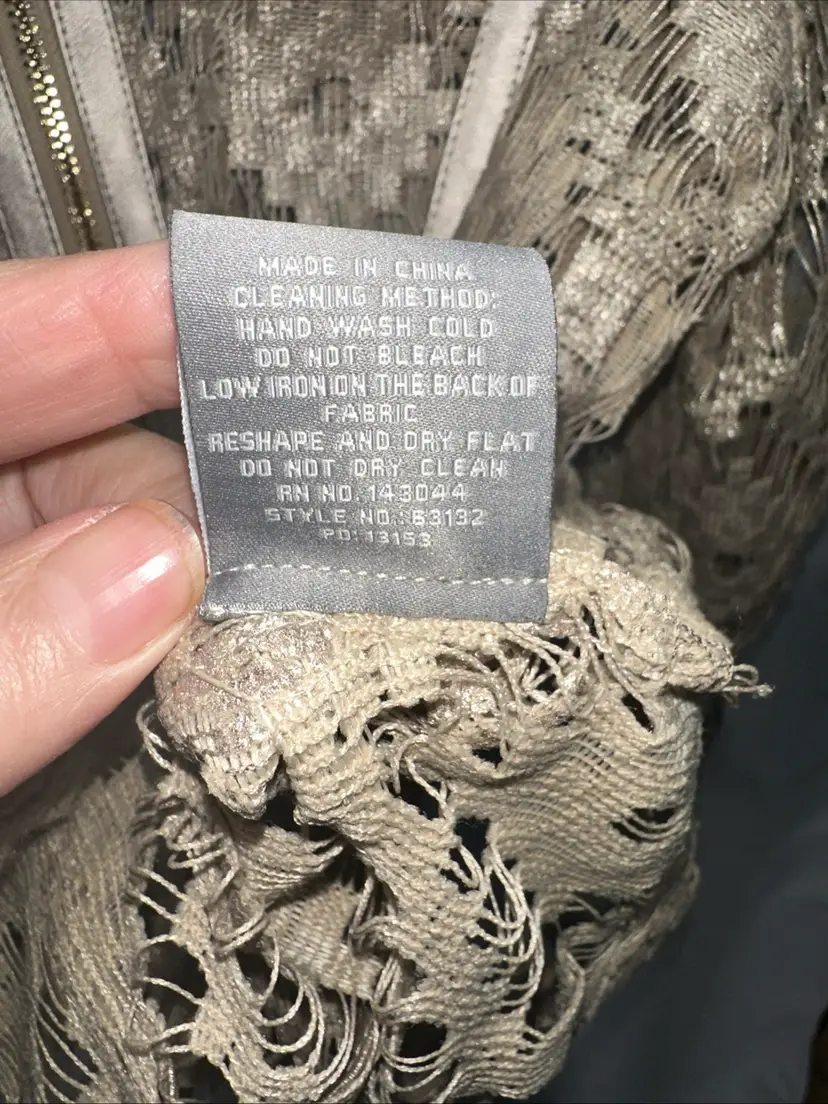 MADE IN CHINA
CLEANING METHOD:
HAND WASH COLD
DO NOT BLEACH
LOW IRON ON THE BACK OF
FABRIC
RESHAPE AND DRY FLAT
DO NOT DRY CLEAN
RN NO. 143044
STYLE NO.: 63132
PO: 13153